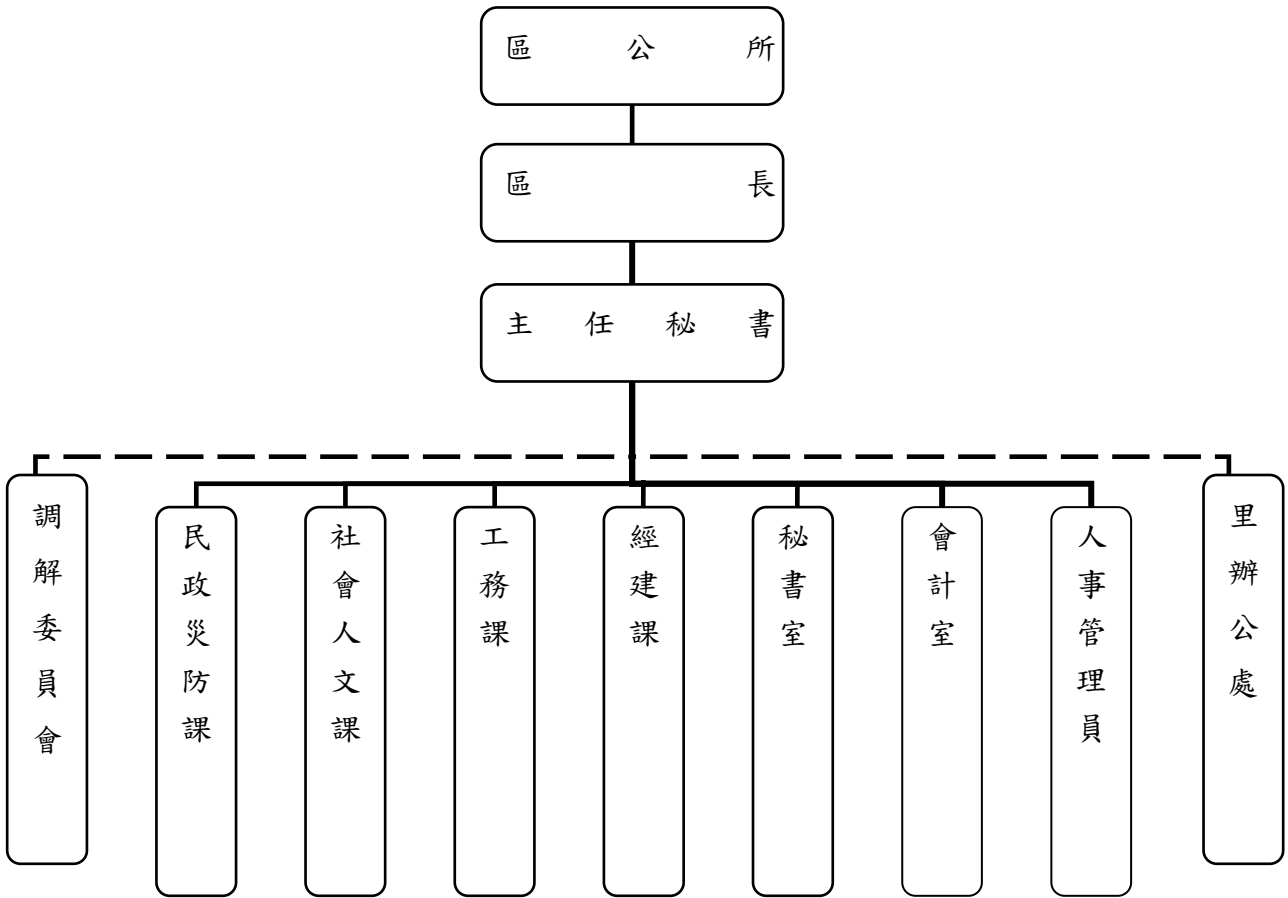 區公所
區長
主任秘書
調解委員會
民政災防課
社會人文課
工務課
經建課
秘書室
會計室
人事管理員
里辦公處